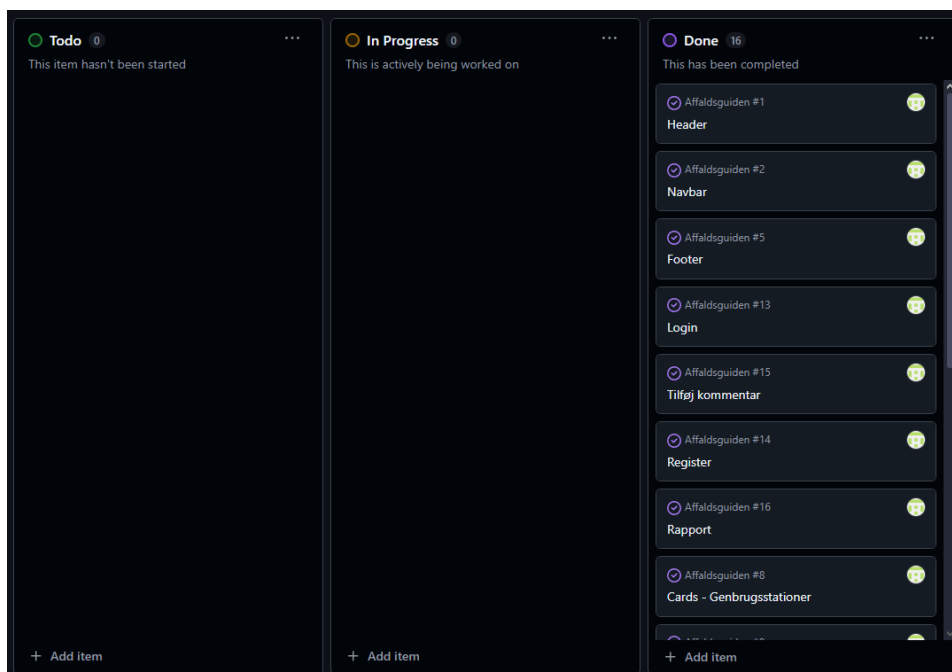 Todo 0
This item hasn't been started
+ Add item
In Progress 0
This is actively being worked on
+ Add item
Done 16
This has been completed
Affaldsguiden #1
Header
Affaldsguiden #2
Navbar
Affaldsguiden #5
Footer
Affaldsguiden #13
Login
Affaldsguiden #15
Tilføj kommentar
Affaldsguiden #14
Register
Affaldsguiden #16
Rapport
Affaldsguiden #8
Cards - Genbrugsstationer
+ Add item